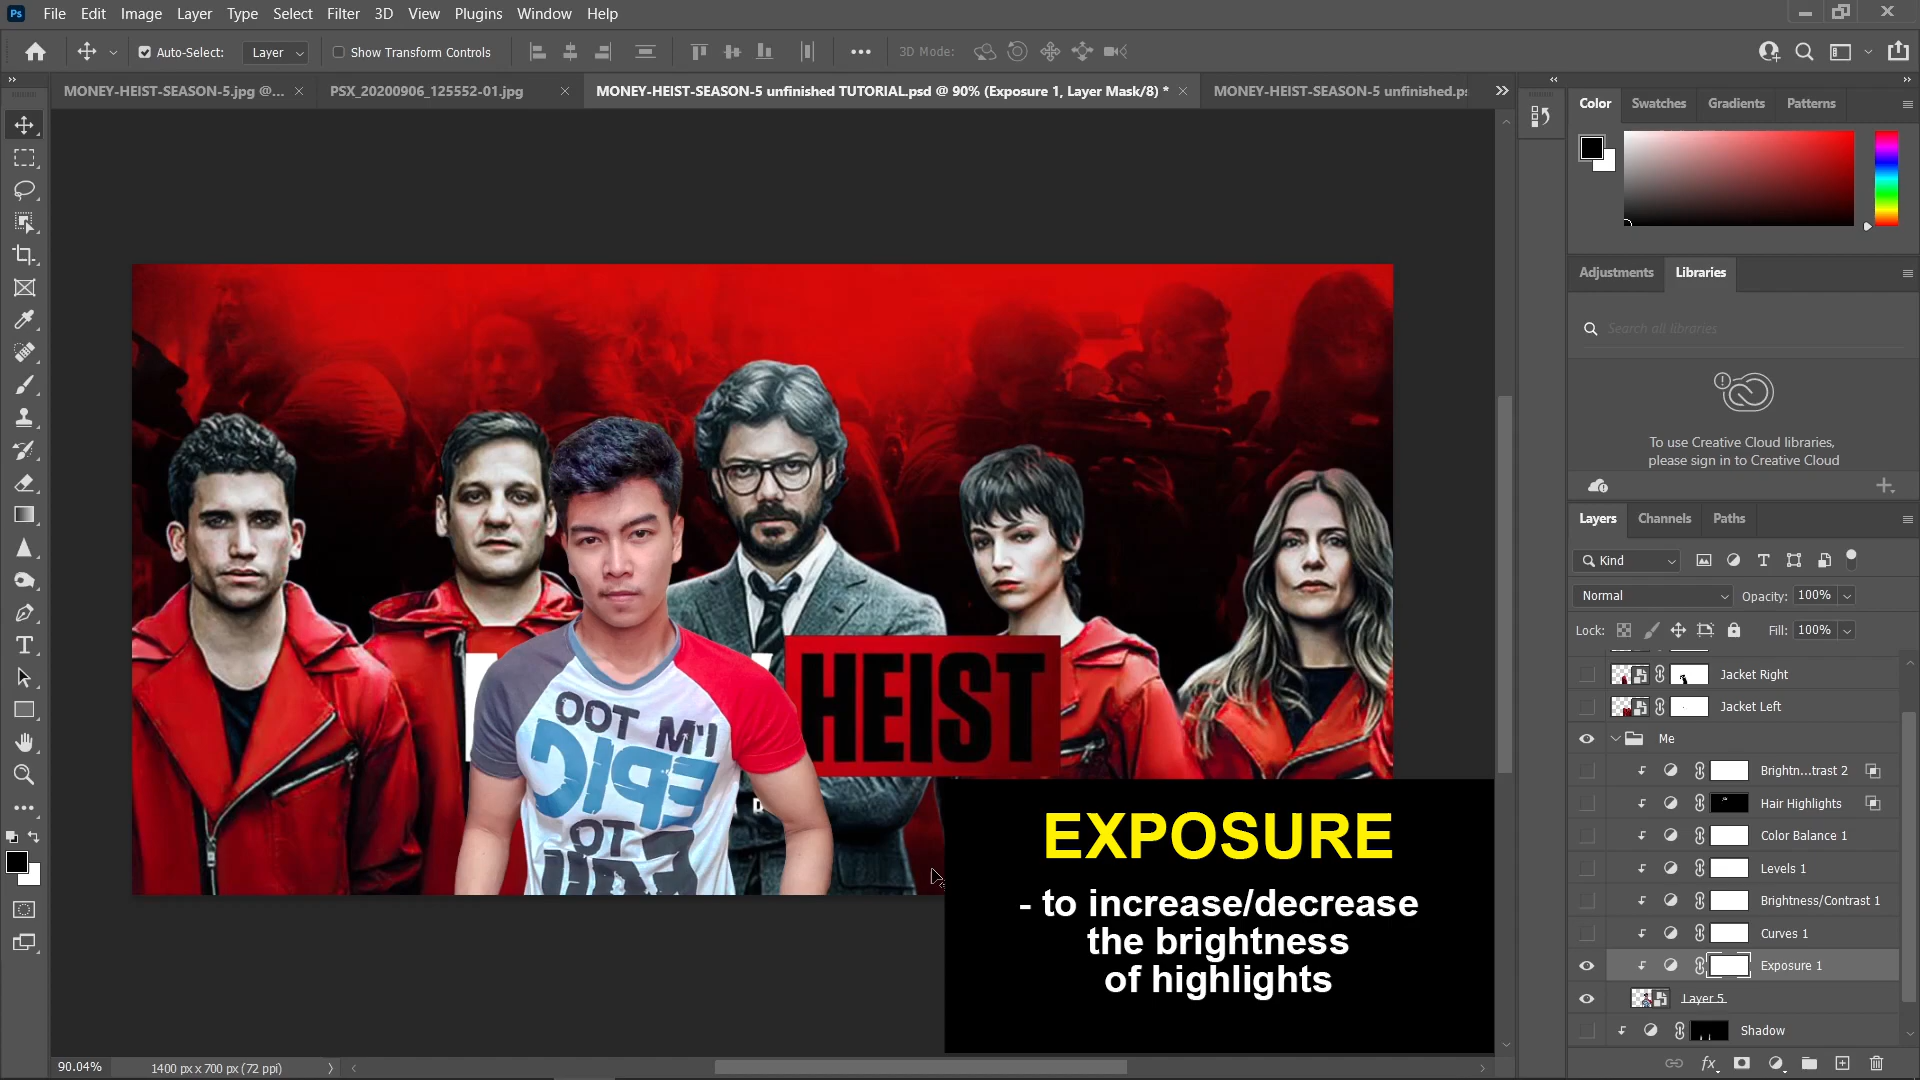 Ps File Edit Image Layer Type Select Filter 3D View Plugins Window Help
Auto-Select: Layer Show Transform Controls 3D Mode:
MONEY-HEIST-SEASON-5.jpg @... PSX_20200906_125552-01.jpg MONEY-HEIST-SEASON-5 unfinished TUTORIAL.psd @ 90% (Exposure 1, Layer Mask/8) * MONEY-HEIST-SEASON-5 unfinished.ps
Color Swatches Gradients Patterns
Adjustments Libraries
Search all libraries
To use Creative Cloud libraries,
please sign in to Creative Cloud
Layers Channels Paths
Kind
Normal Opacity: 100%
Lock: Fill: 100%
Jacket Right
Jacket Left
Me
Brightn...trast 2
Hair Highlights
Color Balance 1
Levels 1
Brightness/Contrast 1
Curves 1
Exposure 1
Layer 5
Shadow
HEIST
I'M TOO
EPIC
TO
EXPOSURE
- to increase/decrease
the brightness
of highlights
90.04% 1400 px x 700 px (72 ppi)